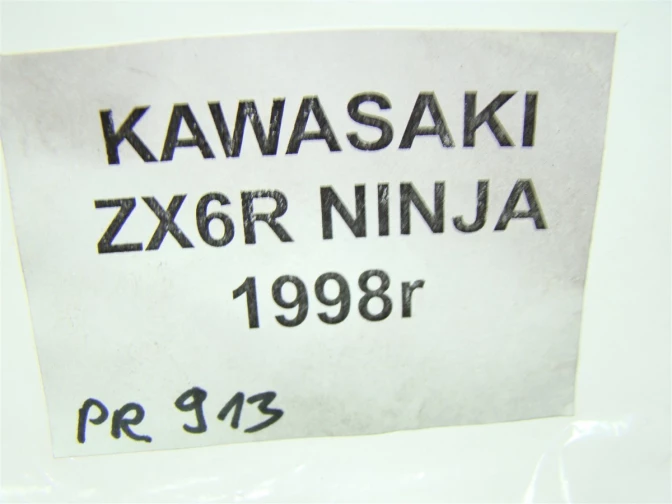 KAWASAKI
ZX6R NINJA
1998r
PR 913